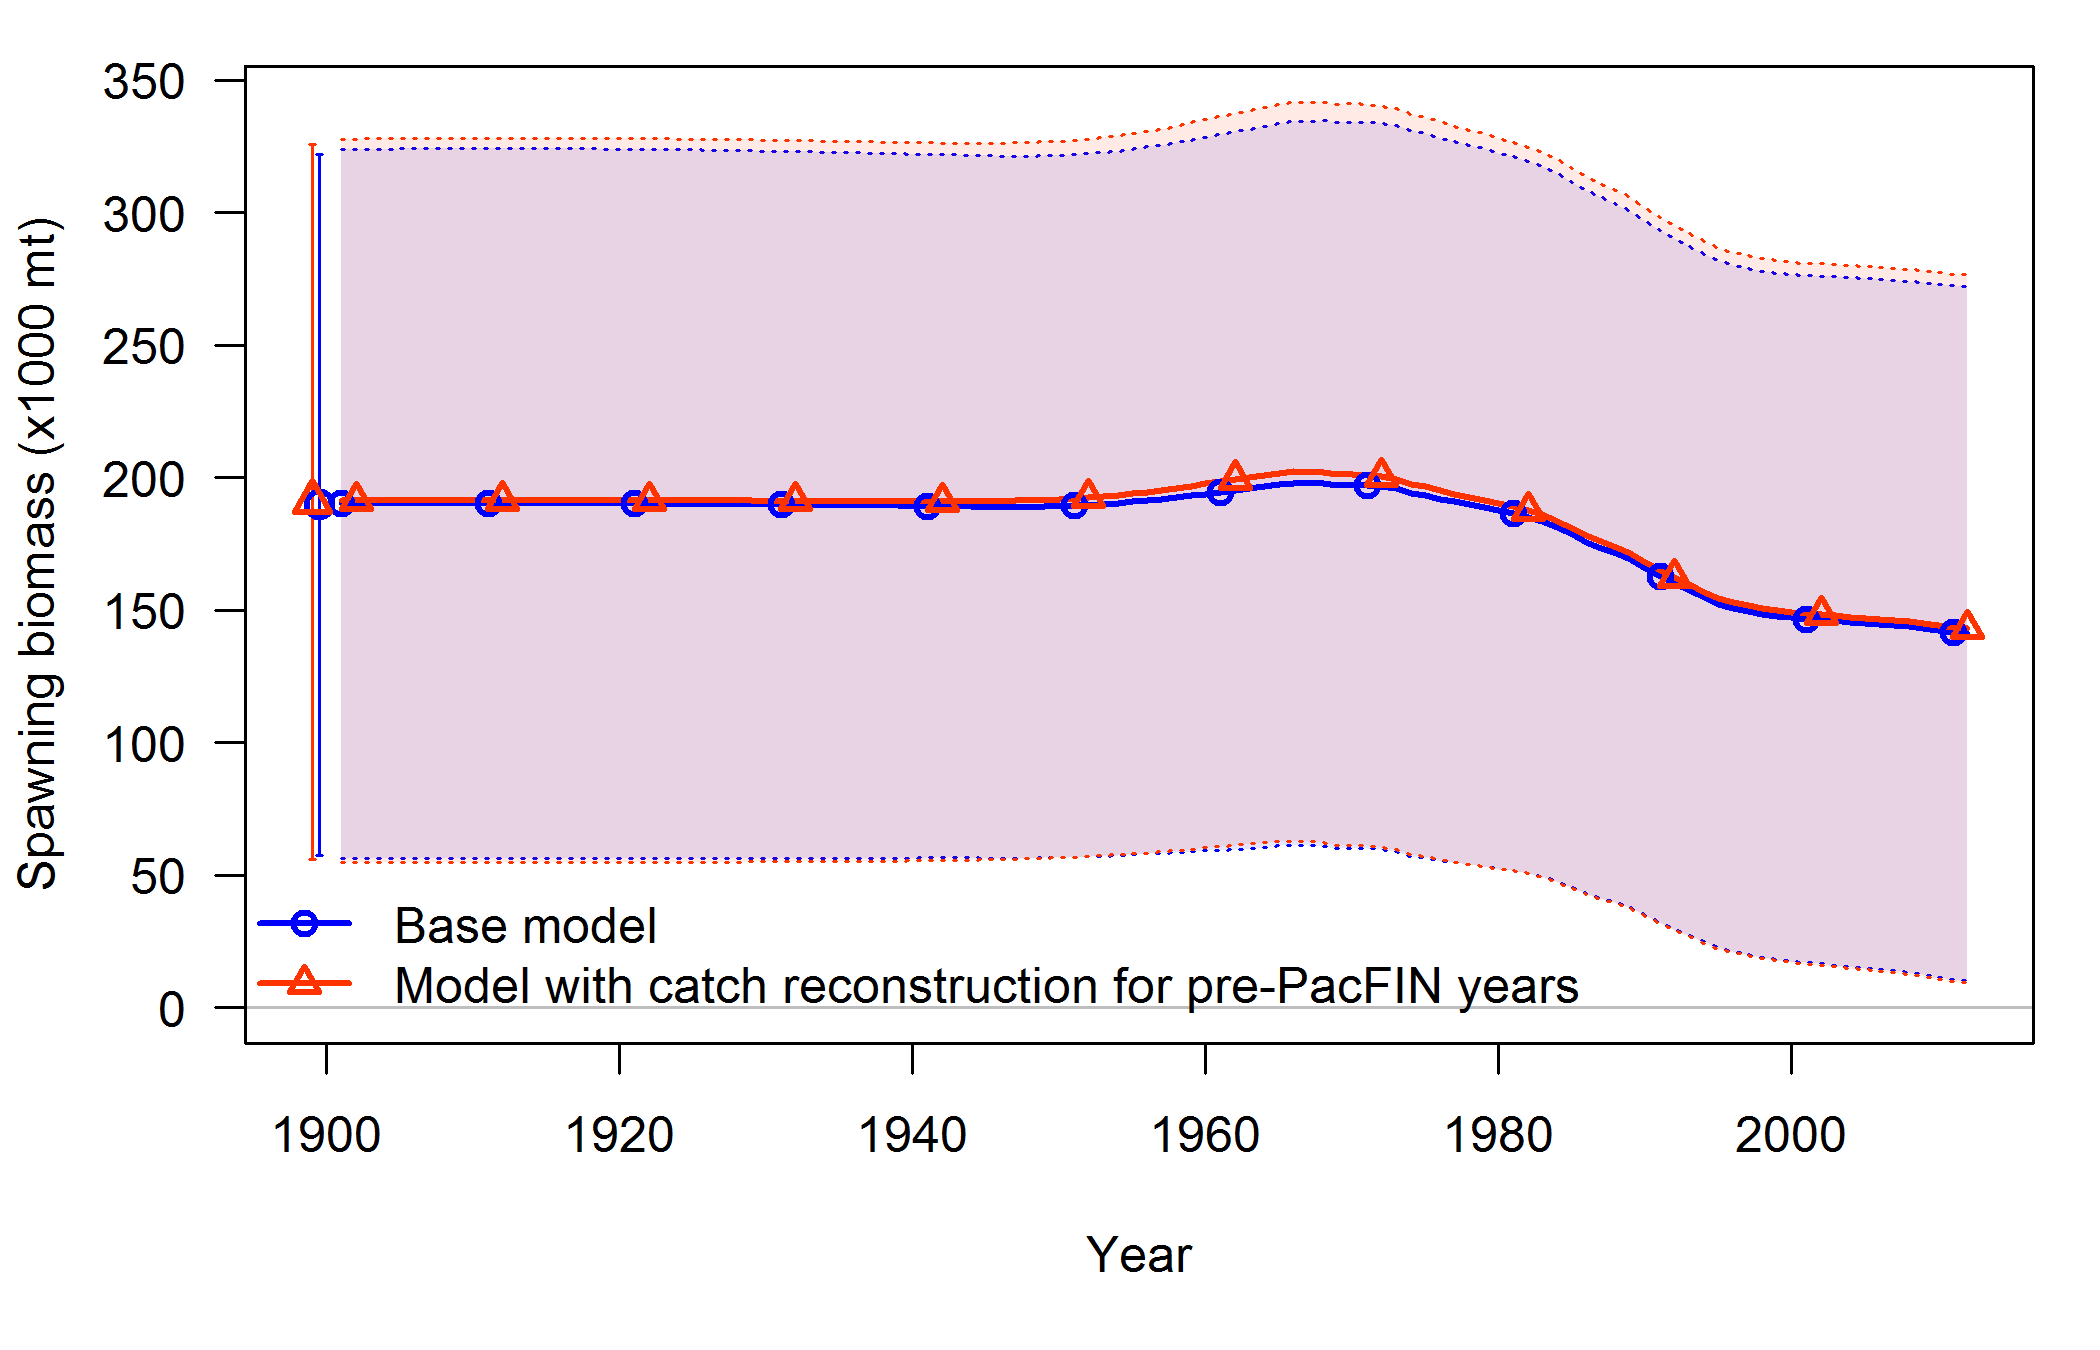 350
300
250
200
150
100
50
0
Spawning biomass (x1000 mt)
Base model
Model with catch reconstruction for pre-PacFIN years
1900 1920 1940 1960 1980 2000
Year